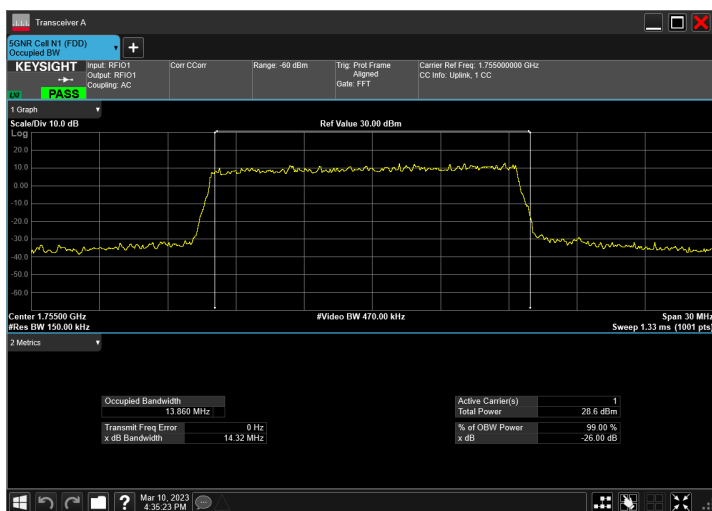 Transceiver A
5GNR Cell N1 (FDD)
Occupied BW
+
KEYSIGHT
PASS
Input: RFIO1
Output: RFIO1
Coupling: AC
Corr CCorr
Range: -60 dBm
Trig: Prot Frame
Aligned
Gate: FFT
Carrier Ref Freq: 1.755000000 GHz
CC Info: Uplink, 1 CC
1 Graph
Scale/Div 10.0 dB
Ref Value 30.00 dBm
Log
20.0
10.0
0.00
-10.0
-20.0
-30.0
-40.0
-50.0
-60.0
Center 1.75500 GHz
#Video BW 470.00 kHz
Span 30 MHz
#Res BW 150.00 kHz
Sweep 1.33 ms (1001 pts)
2 Metrics
Occupied Bandwidth
13.860 MHz
Transmit Freq Error 0 Hz
x dB Bandwidth 14.32 MHz
Active Carrier(s) 1
Total Power 28.6 dBm
% of OBW Power 99.00 %
x dB -26.00 dB
?
Mar 10, 2023
4:35:23 PM